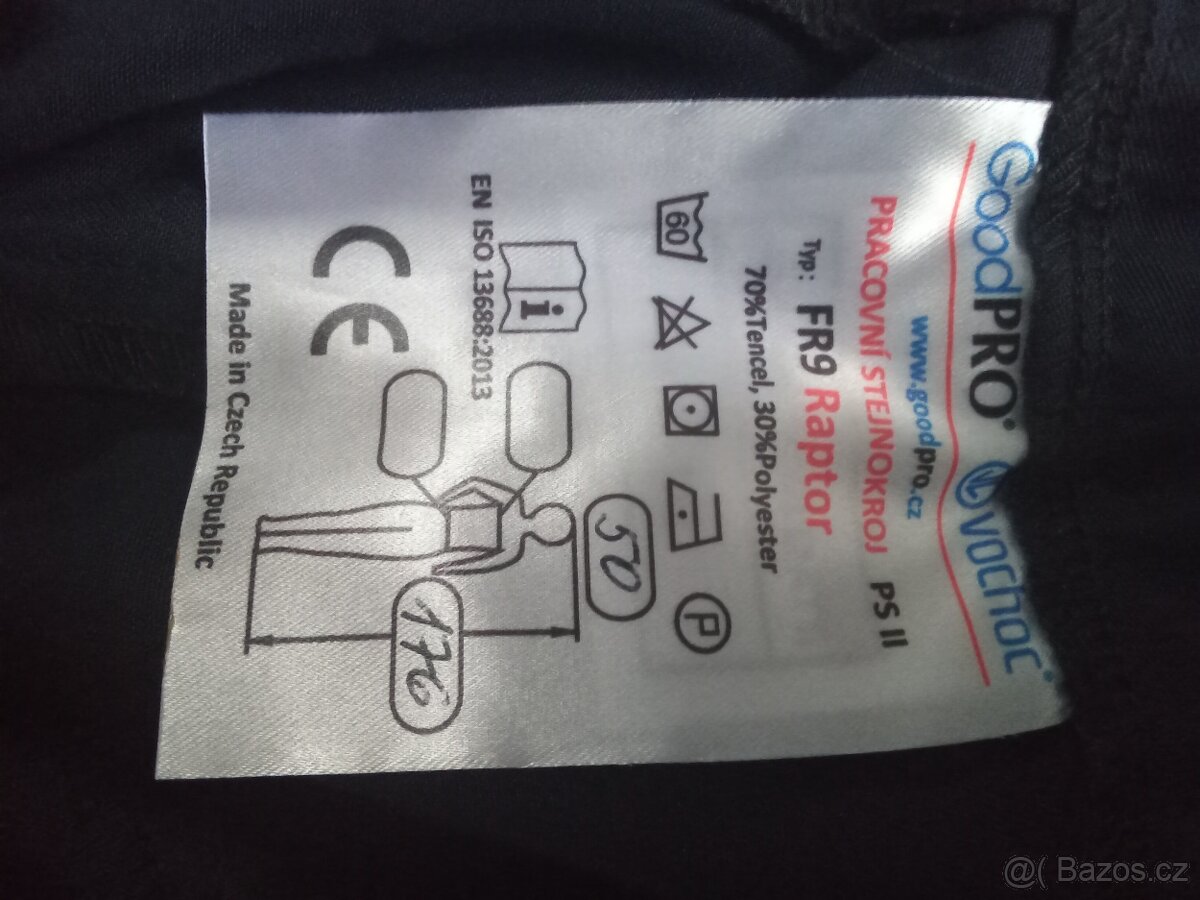 GoodPRO® vochoc®
www.goodpro.cz
PRACOVNÍ STEJNOKROJ PS II
Typ: FR9 Raptor
70%Tencel, 30%Polyester
60
P
50
i
176
EN ISO 13688:2013
CE
Made in Czech Republic
@( Bazos.cz